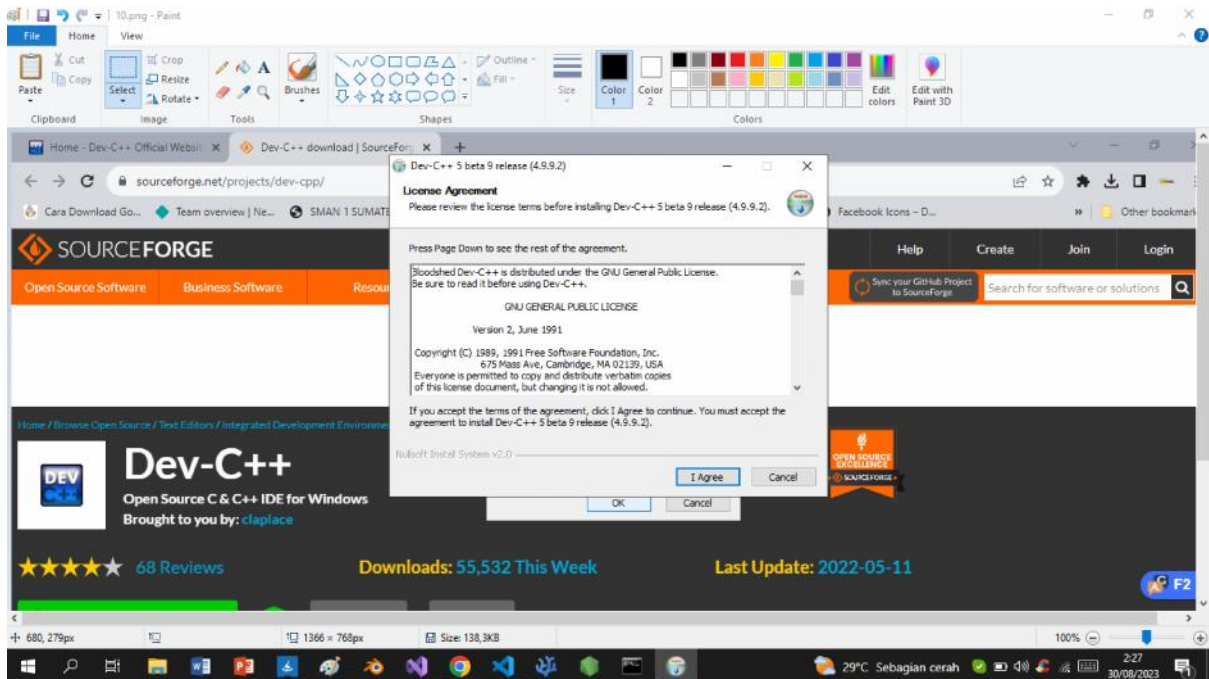 10.png - Paint
File Home View
Paste Cut Copy Select Crop Resize Rotate Brushes Outline Fill Size Color 1 Color 2 Edit colors Edit with Paint 3D
Clipboard Image Tools Shapes Colors
Home - Dev-C++ Official Websit Dev-C++ download | SourceForg
sourceforge.net/projects/dev-cpp/
Cara Download Go... Team overview | Ne... SMAN 1 SUMATE
Facebook Icons – D... » Other bookmark
Dev-C++ 5 beta 9 release (4.9.9.2)
License Agreement
Please review the license terms before installing Dev-C++ 5 beta 9 release (4.9.9.2).
Press Page Down to see the rest of the agreement.
Bloodshed Dev-C++ is distributed under the GNU General Public License.
Be sure to read it before using Dev-C++.
GNU GENERAL PUBLIC LICENSE
Version 2, June 1991
Copyright (C) 1989, 1991 Free Software Foundation, Inc.
675 Mass Ave, Cambridge, MA 02139, USA
Everyone is permitted to copy and distribute verbatim copies
of this license document, but changing it is not allowed.
If you accept the terms of the agreement, click I Agree to continue. You must accept the
agreement to install Dev-C++ 5 beta 9 release (4.9.9.2).
Nullsoft Install System v2.0
I Agree Cancel
OK Cancel
SOURCEFORGE
Help Create Join Login
Open Source Software Business Software Resour
Sync your GitHub Project
to SourceForge
Search for software or solutions
Home / Browse Open Source / Text Editors / Integrated Development Environme
DEV
C++
Dev-C++
Open Source C & C++ IDE for Windows
Brought to you by: claplace
OPEN SOURCE
EXCELLENCE
SOURCEFORGE
68 Reviews
Downloads: 55,532 This Week
Last Update: 2022-05-11
F2
680, 279px 1366 × 768px Size: 138,3KB 100%
29°C Sebagian cerah 2:27
30/08/2023